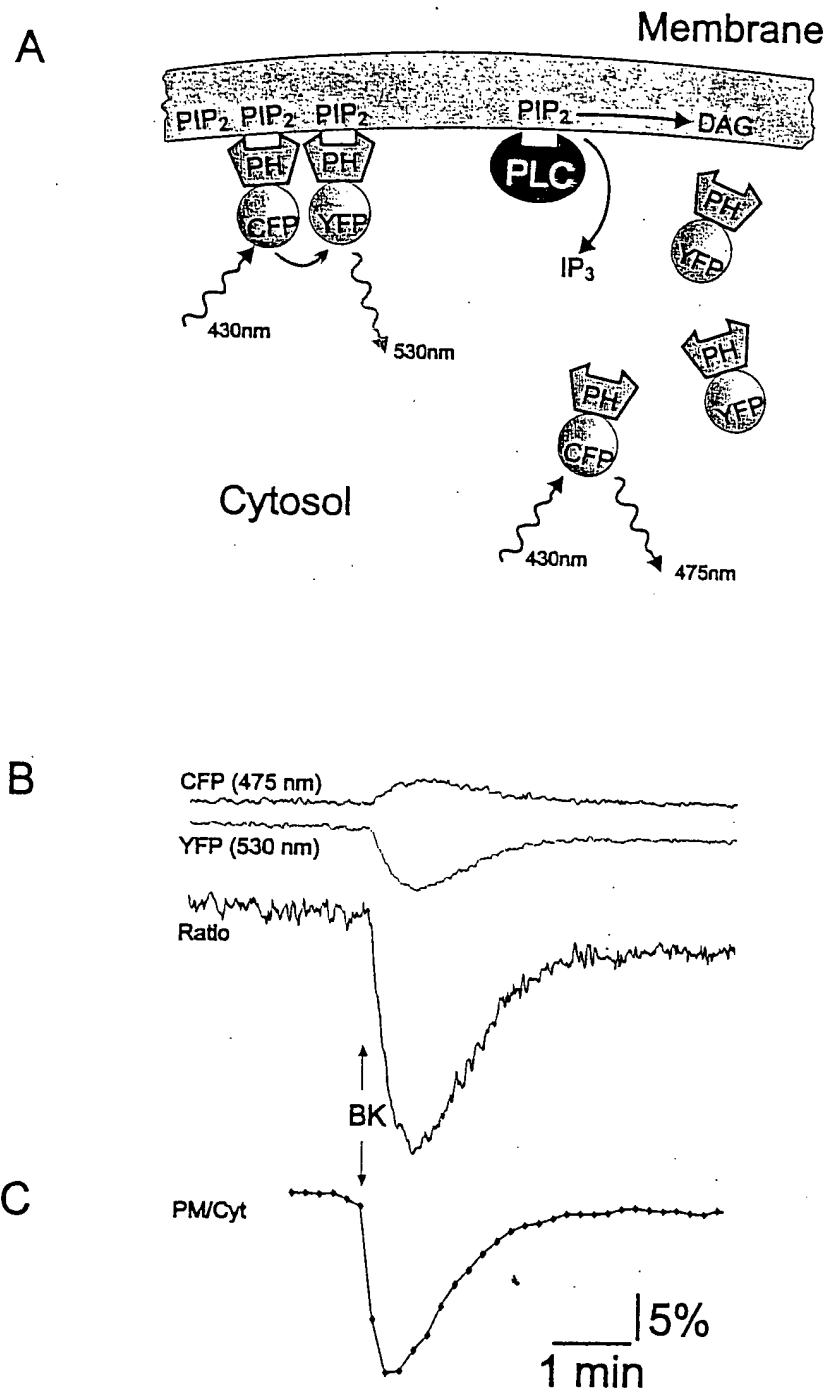 A
Membrane
PIP2 PIP2 PIP2
PIP2
DAG
PH
PH
PLC
PH
CFP
YFP
YFP
IP3
430nm
530nm
PH
YFP
PH
CFP
Cytosol
430nm
475nm
B
CFP (475 nm)
YFP (530 nm)
Ratio
BK
C
PM/Cyt
5%
1 min